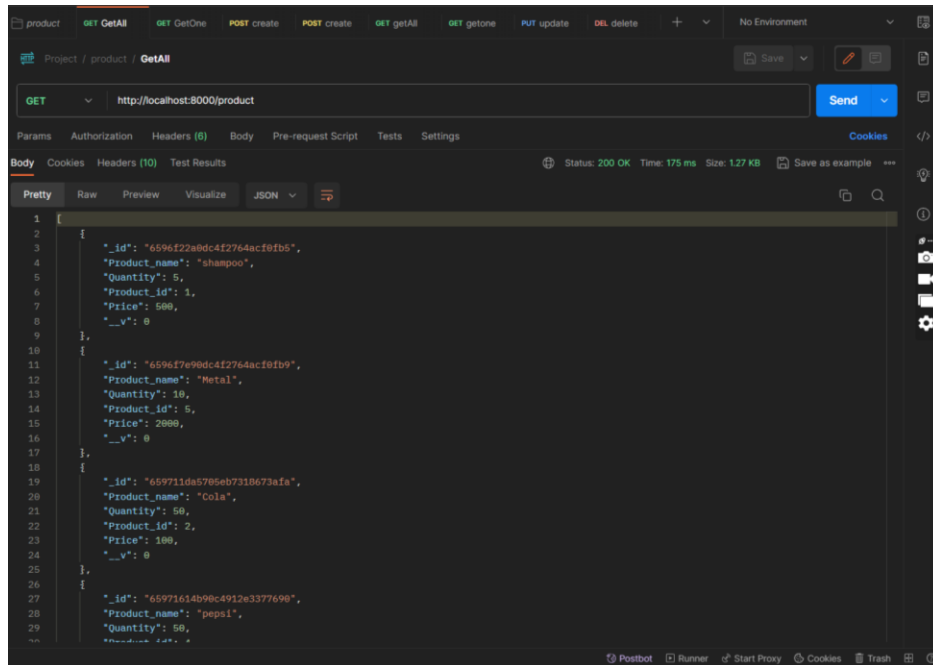 product GET GetAll GET GetOne POST create POST create GET getAll GET getone PUT update DEL delete No Environment
HTTP Project / product / GetAll Save
GET http://localhost:8000/product Send
Params Authorization Headers (6) Body Pre-request Script Tests Settings Cookies
Body Cookies Headers (10) Test Results Status: 200 OK Time: 175 ms Size: 1.27 KB Save as example
Pretty Raw Preview Visualize JSON
1 [
2 {
3 "_id": "6596f22a0dc4f2764acf0fb5",
4 "Product_name": "shampoo",
5 "Quantity": 5,
6 "Product_id": 1,
7 "Price": 500,
8 "__v": 0
9 },
10 {
11 "_id": "6596f7e90dc4f2764acf0fb9",
12 "Product_name": "Metal",
13 "Quantity": 10,
14 "Product_id": 5,
15 "Price": 2000,
16 "__v": 0
17 },
18 {
19 "_id": "659711da5705eb7318673afa",
20 "Product_name": "Cola",
21 "Quantity": 50,
22 "Product_id": 2,
23 "Price": 100,
24 "__v": 0
25 },
26 {
27 "_id": "65971614b90c4912e3377690",
28 "Product_name": "pepsi",
29 "Quantity": 50,
30 "Product_id": 4
Postbot Runner Start Proxy Cookies Trash